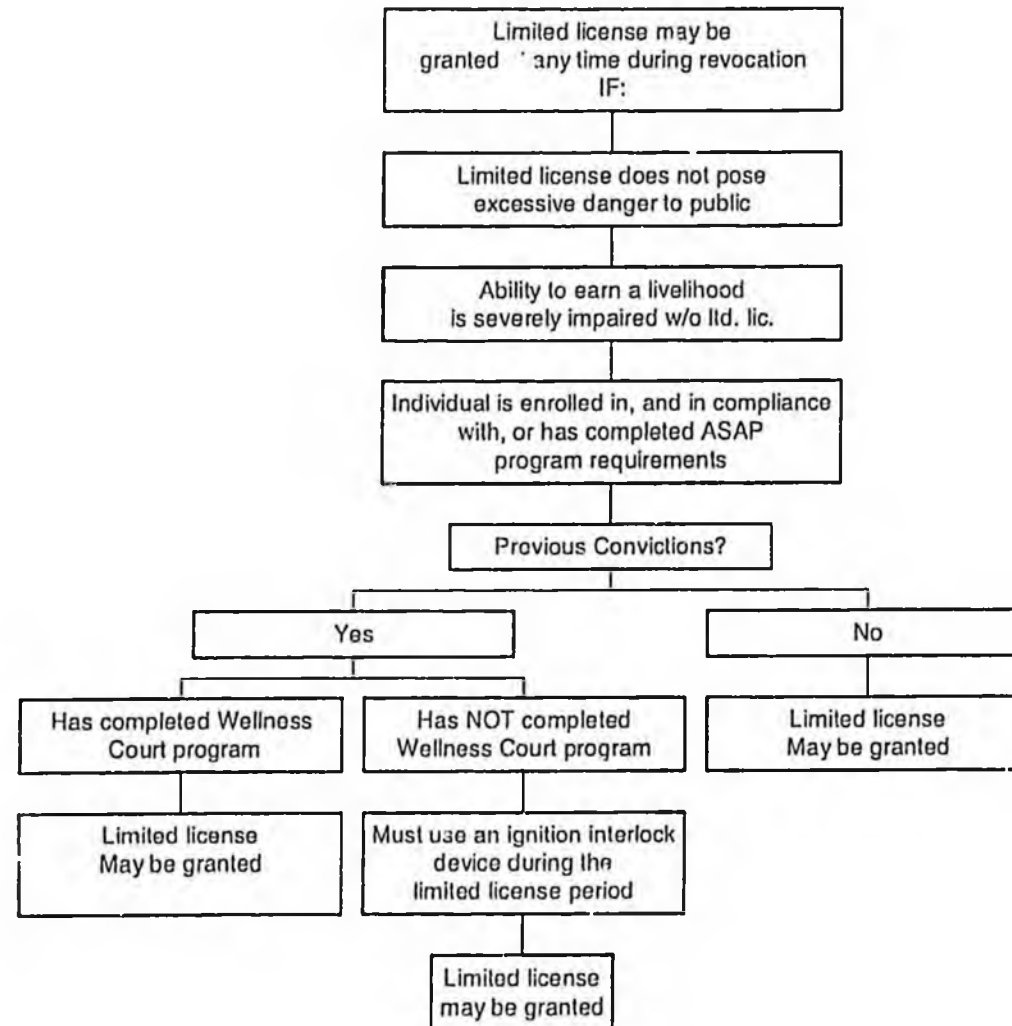 Limited license may be
granted any time during revocation
IF:
Limited license does not pose
excessive danger to public
Ability to earn a livelihood
is severely impaired w/o ltd. lic.
Individual is enrolled in, and in compliance
with, or has completed ASAP
program requirements
Previous Convictions?
Yes
No
Has completed Wellness
Court program
Has NOT completed
Wellness Court program
Limited license
May be granted
Limited license
May be granted
Must use an ignition interlock
device during the
limited license period
Limited license
may be granted